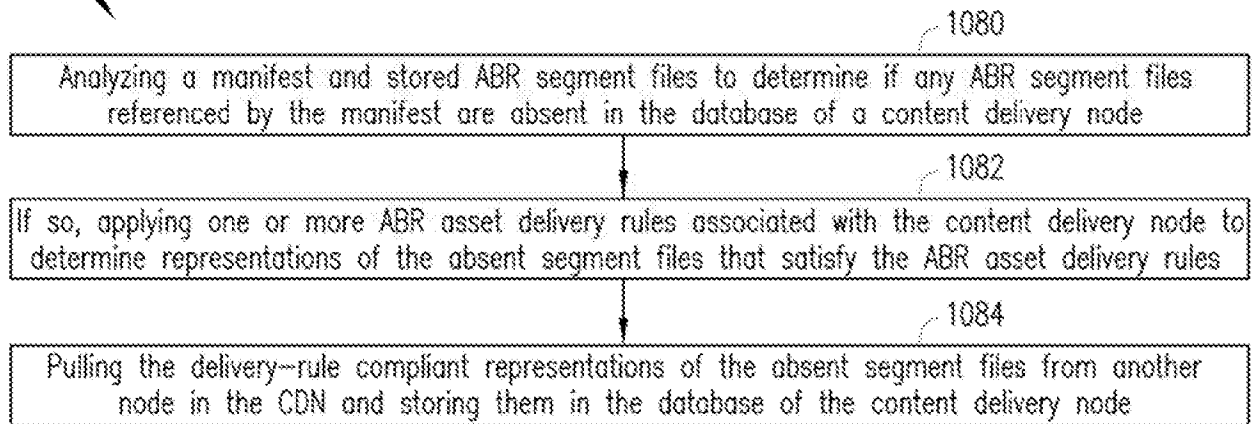 1080
Analyzing a manifest and stored ABR segment files to determine if any ABR segment files
referenced by the manifest are absent in the database of a content delivery node
1082
If so, applying one or more ABR asset delivery rules associated with the content delivery node to
determine representations of the absent segment files that satisfy the ABR asset delivery rules
1084
Pulling the delivery-rule compliant representations of the absent segment files from another
node in the CDN and storing them in the database of the content delivery node